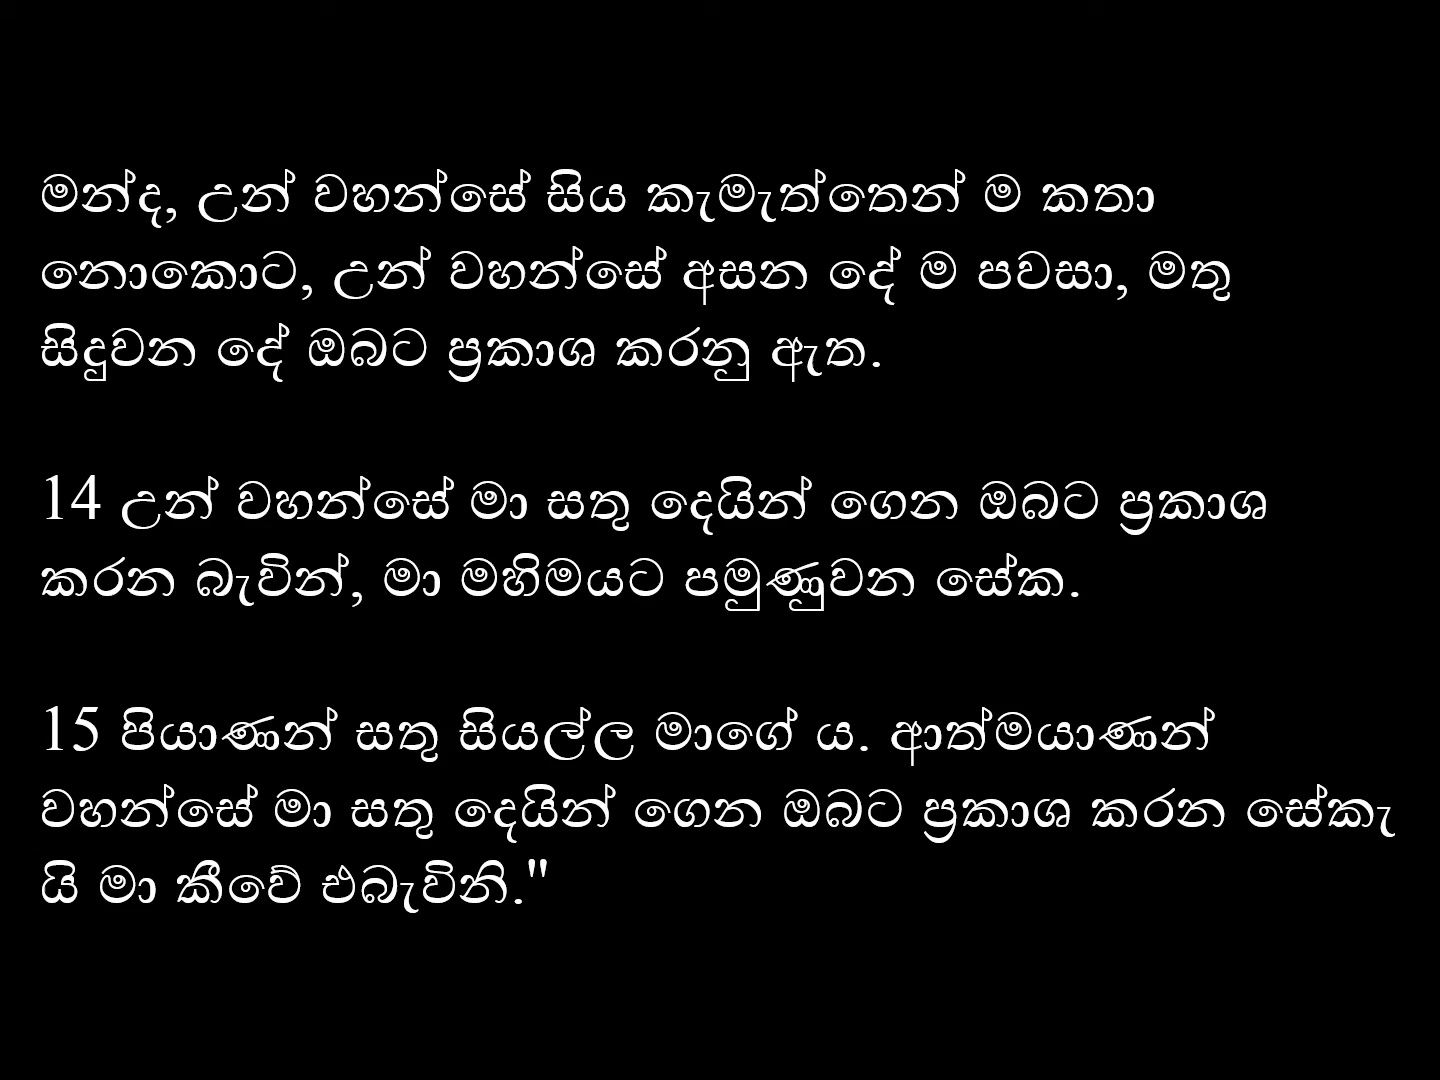 මන්ද, උන් වහන්සේ සිය කැමැත්තෙන් ම කතා
නොකොට, උන් වහන්සේ අසන දේ ම පවසා, මතු
සිදුවන දේ ඔබට ප්‍රකාශ කරනු ඇත.
14 උන් වහන්සේ මා සතු දෙයින් ගෙන ඔබට ප්‍රකාශ
කරන බැවින්, මා මහිමයට පමුණුවන සේක.
15 පියාණන් සතු සියල්ල මාගේ ය. ආත්මයාණන්
වහන්සේ මා සතු දෙයින් ගෙන ඔබට ප්‍රකාශ කරන සේකැ
යි මා කීවේ එබැවිනි."